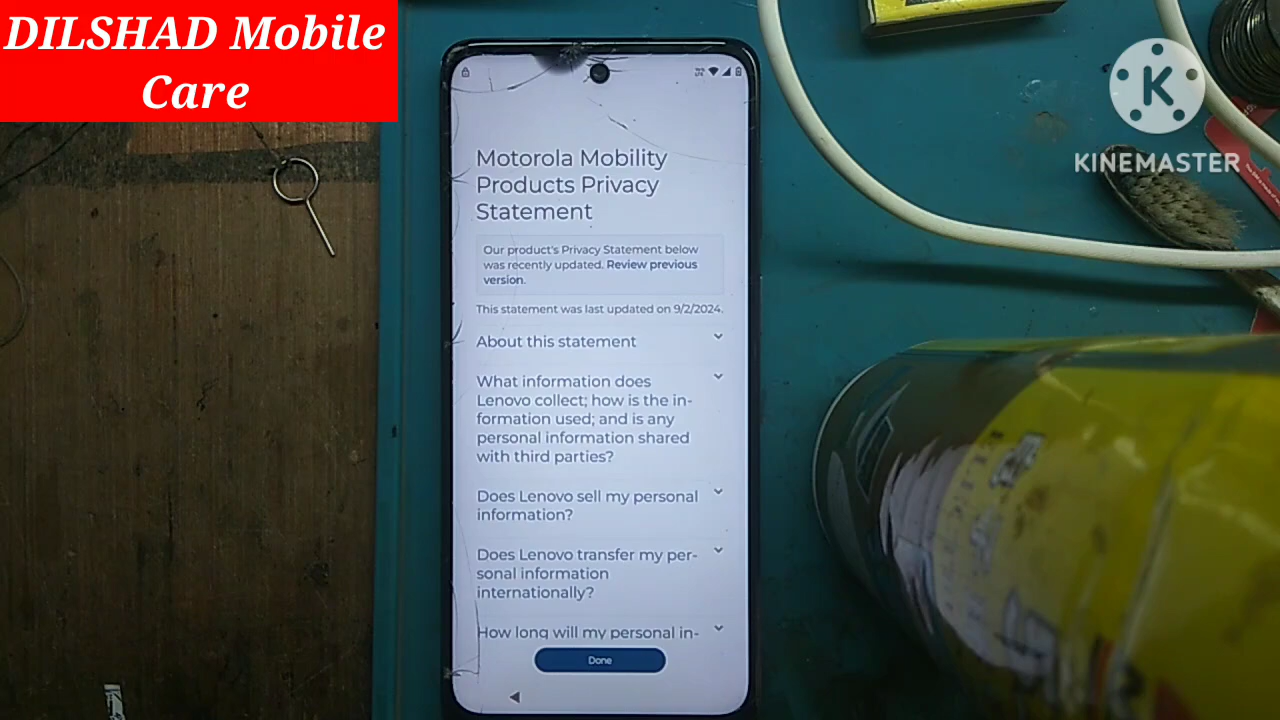 DILSHAD Mobile
Care
K
KINEMASTER
Motorola Mobility
Products Privacy
Statement
Our product's Privacy Statement below
was recently updated. Review previous
version.
This statement was last updated on 9/2/2024.
About this statement
What information does
Lenovo collect; how is the in-
formation used; and is any
personal information shared
with third parties?
Does Lenovo sell my personal
information?
Does Lenovo transfer my per-
sonal information
internationally?
How long will my personal in-
Done